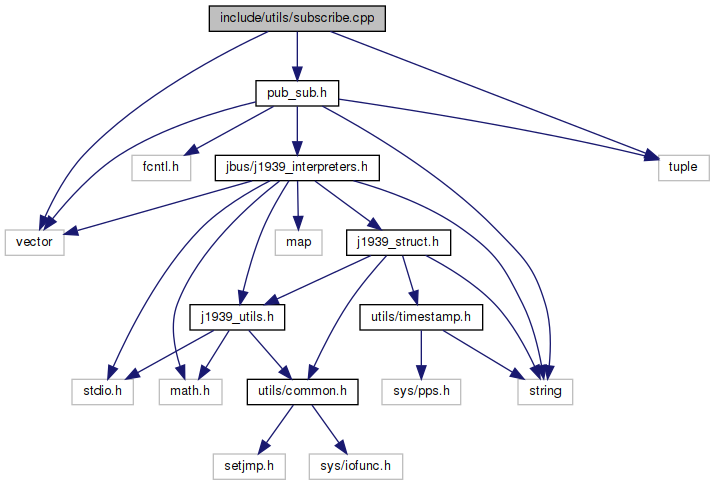 include/utils/subscribe.cpp
pub_sub.h
fcntl.h
jbus/j1939_interpreters.h
tuple
vector
map
j1939_struct.h
j1939_utils.h
utils/timestamp.h
stdio.h
math.h
utils/common.h
sys/pps.h
string
setjmp.h
sys/iofunc.h